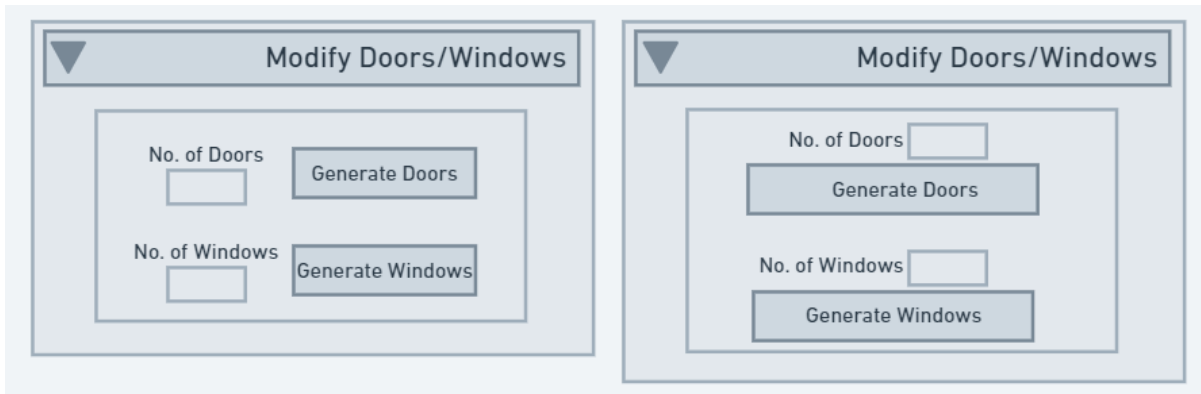 Modify Doors/Windows
No. of Doors
Generate Doors
No. of Windows
Generate Windows
Modify Doors/Windows
No. of Doors
Generate Doors
No. of Windows
Generate Windows